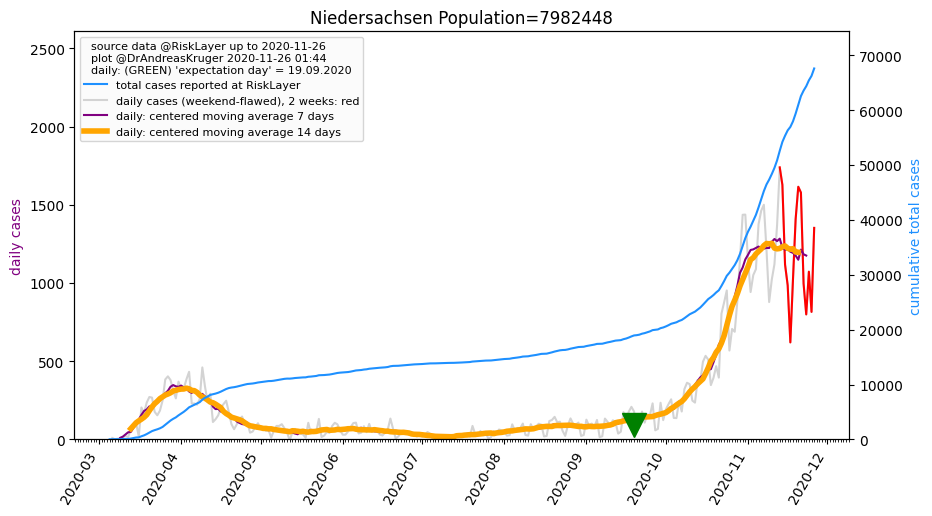 Niedersachsen Population=7982448
source data @RiskLayer up to 2020-11-26
plot @DrAndreasKruger 2020-11-26 01:44
daily: (GREEN) 'expectation day' = 19.09.2020
total cases reported at RiskLayer
daily cases (weekend-flawed), 2 weeks: red
daily: centered moving average 7 days
daily: centered moving average 14 days
daily cases
2500
2000
1500
1000
500
0
70000
60000
50000
40000
30000
20000
10000
0
cumulative total cases
2020-03
2020-04
2020-05
2020-06
2020-07
2020-08
2020-09
2020-10
2020-11
2020-12